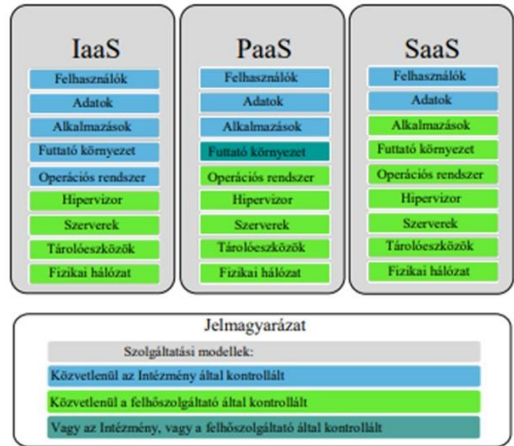 IaaS
Felhasználók
Adatok
Alkalmazások
Futtató környezet
Operációs rendszer
Hipervizor
Szerverek
Tárolóeszközök
Fizikai hálózat
PaaS
Felhasználók
Adatok
Alkalmazások
Futtató környezet
Operációs rendszer
Hipervizor
Szerverek
Tárolóeszközök
Fizikai hálózat
SaaS
Felhasználók
Adatok
Alkalmazások
Futtató környezet
Operációs rendszer
Hipervizor
Szerverek
Tárolóeszközök
Fizikai hálózat
Jelmagyarázat
Szolgáltatási modellek:
Közvetlenül az Intézmény által kontrollált
Közvetlenül a felhőszolgáltató által kontrollált
Vagy az Intézmény, vagy a felhőszolgáltató által kontrollált